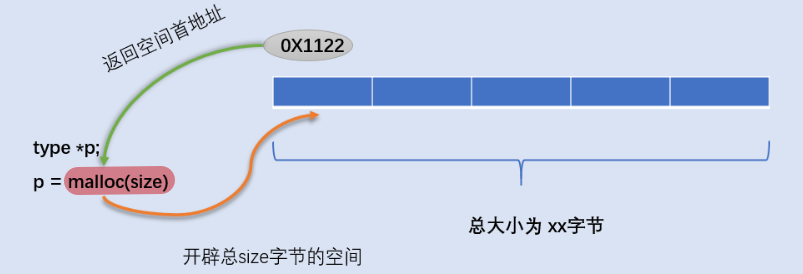 返回空间首地址
0X1122
type *p;
p = malloc(size)
总大小为 xx字节
开辟总size字节的空间